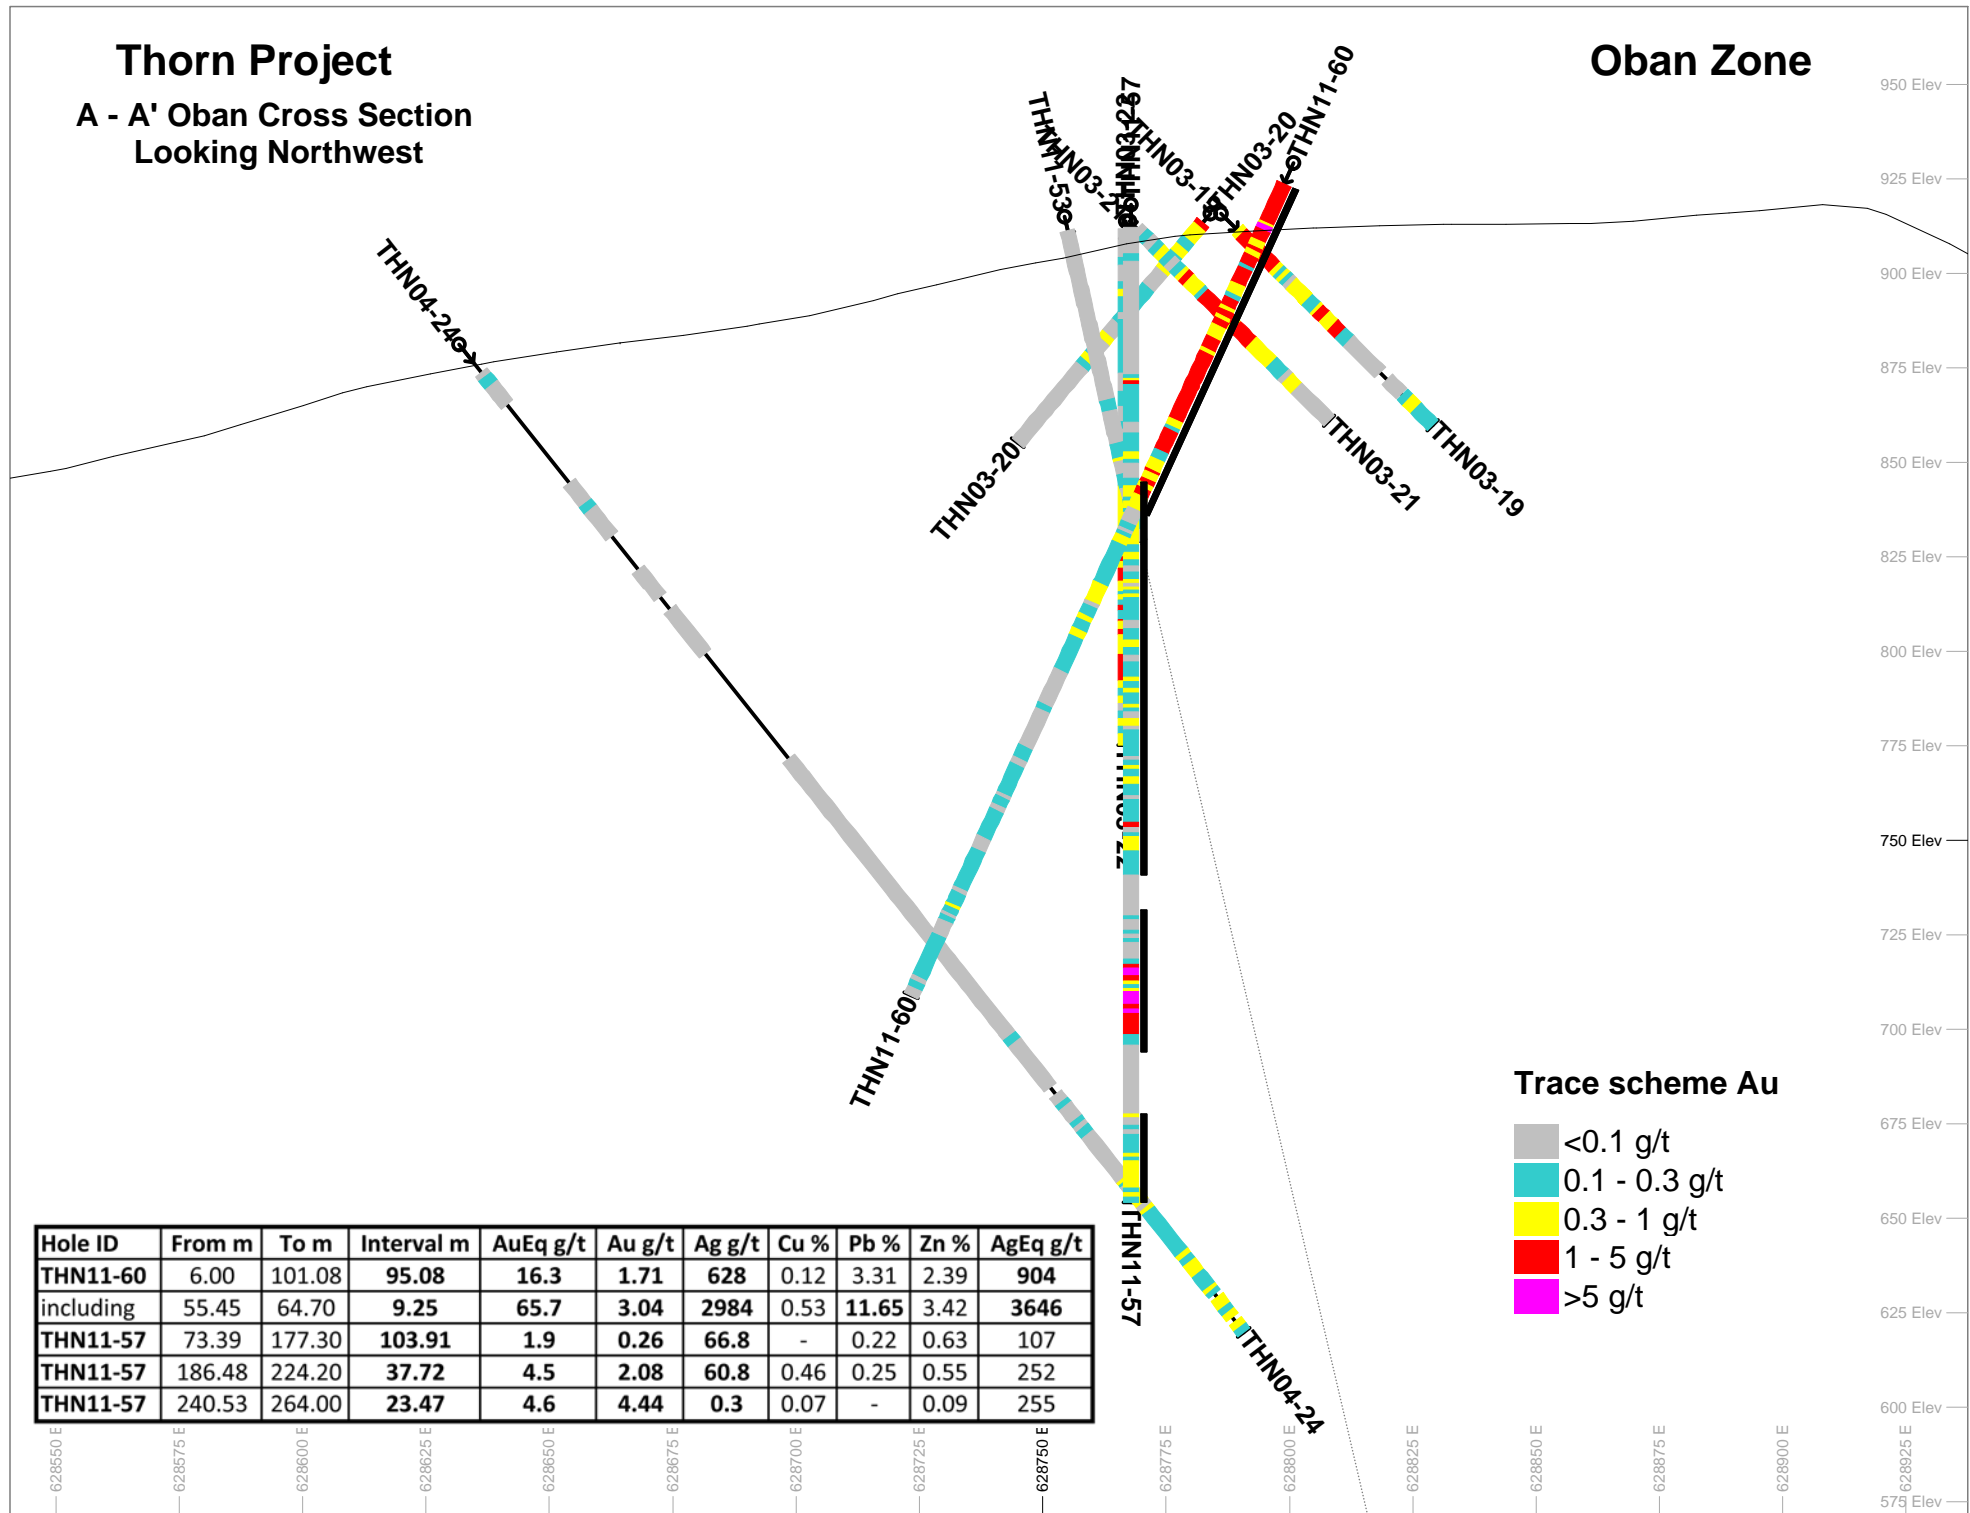 Thorn Project
A - A' Oban Cross Section
Looking Northwest
Oban Zone
THN04-24
THN11-53
THN03-21
THN11-57
THN03-19
THN03-20
THN11-60
950 Elev
925 Elev
900 Elev
875 Elev
850 Elev
825 Elev
800 Elev
775 Elev
750 Elev
725 Elev
700 Elev
675 Elev
650 Elev
625 Elev
600 Elev
575 Elev
THN03-20
THN03-21
THN03-19
THN11-60
THN11-57
THN04-24
Trace scheme Au
<0.1 g/t
0.1 - 0.3 g/t
0.3 - 1 g/t
1 - 5 g/t
>5 g/t
Hole ID From m To m Interval m AuEq g/t Au g/t Ag g/t Cu % Pb % Zn % AgEq g/t
THN11-60 6.00 101.08 95.08 16.3 1.71 628 0.12 3.31 2.39 904
including 55.45 64.70 9.25 65.7 3.04 2984 0.53 11.65 3.42 3646
THN11-57 73.39 177.30 103.91 1.9 0.26 66.8 - 0.22 0.63 107
THN11-57 186.48 224.20 37.72 4.5 2.08 60.8 0.46 0.25 0.55 252
THN11-57 240.53 264.00 23.47 4.6 4.44 0.3 0.07 - 0.09 255
628550 E
628575 E
628600 E
628625 E
628650 E
628675 E
628700 E
628725 E
628750 E
628775 E
628800 E
628825 E
628850 E
628875 E
628900 E
628925 E